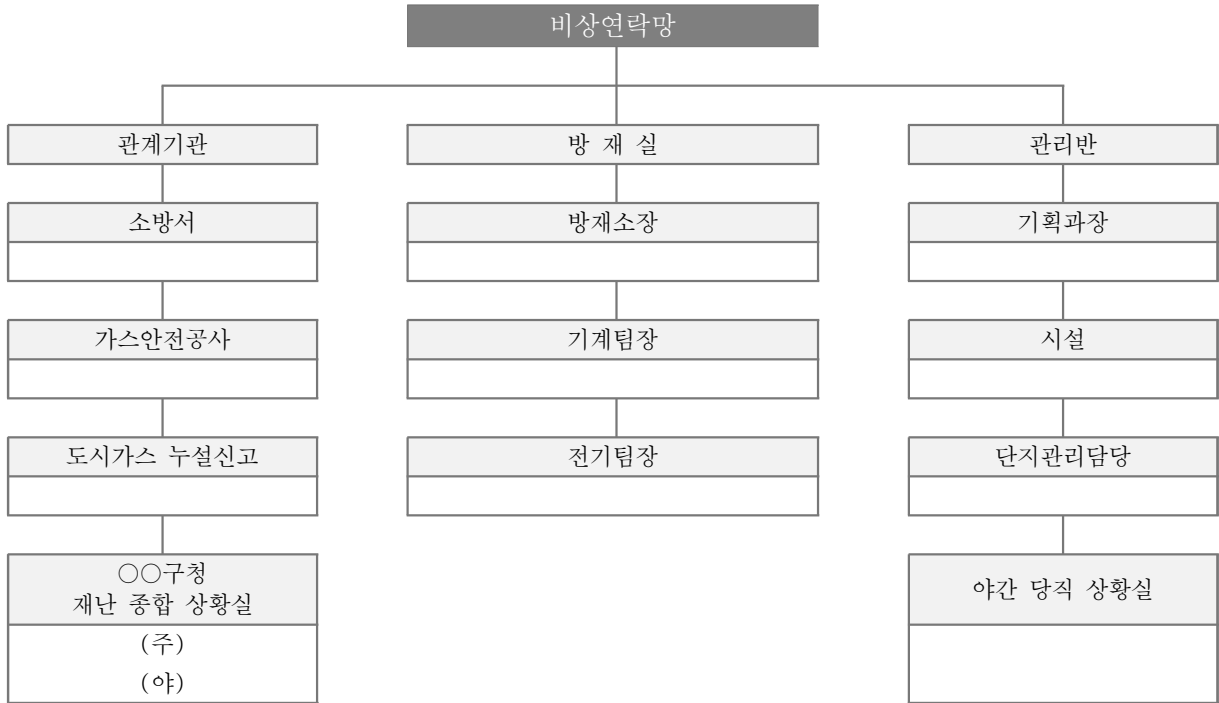 비상연락망
관계기관
방 재 실
관리반
소방서
방재소장
기획과장
가스안전공사
기계팀장
시설
도시가스 누설신고
전기팀장
단지관리담당
○○구청
재난 종합 상황실
(주)
(야)
야간 당직 상황실